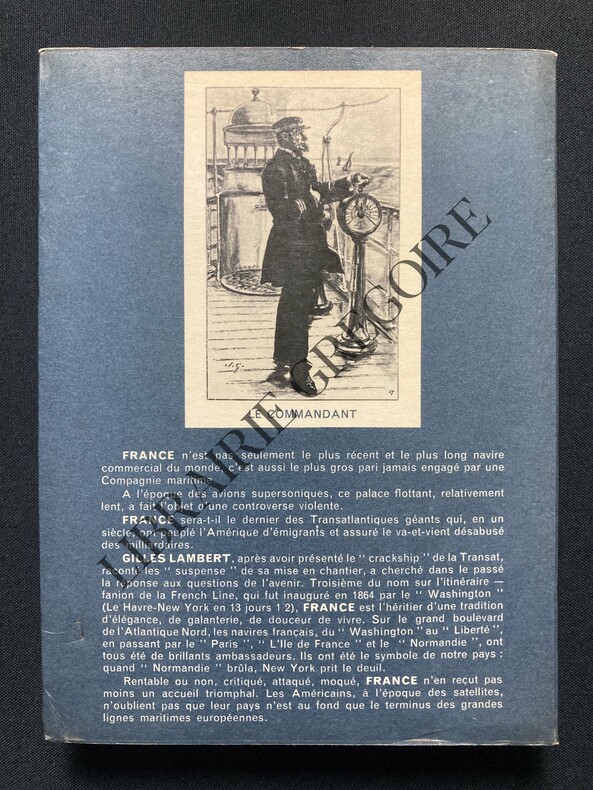 LE COMMANDANT
FRANCE n'est pas seulement le plus récent et le plus long navire
commercial du monde, c'est aussi le plus gros pari jamais engagé par une
Compagnie maritime.
A l'époque des avions supersoniques, ce palace flottant, relativement
lent, a fait l'objet d'une controverse violente.
FRANCE sera-t-il le dernier des Transatlantiques géants qui, en un
siècle, ont peuplé l'Amérique d'émigrants et assuré le va-et-vient désabusé
des milliardaires.
GILLES LAMBERT, après avoir présenté le " crackship " de la Transat,
raconté les " suspense " de sa mise en chantier, a cherché dans le passé
la réponse aux questions de l'avenir. Troisième du nom sur l'itinéraire —
fanion de la French Line, qui fut inauguré en 1864 par le " Washington "
(Le Havre-New York en 13 jours 1 2), FRANCE est l'héritier d'une tradition
d'élégance, de galanterie, de douceur de vivre. Sur le grand boulevard
de l'Atlantique Nord, les navires français, du " Washington " au " Liberté ",
en passant par le " Paris ", " L'Ile de France " et le " Normandie ", ont
tous été de brillants ambassadeurs. Ils ont été le symbole de notre pays :
quand " Normandie " brûla, New York prit le deuil.
Rentable ou non, critiqué, attaqué, moqué, FRANCE n'en reçut pas
moins un accueil triomphal. Les Américains, à l'époque des satellites,
n'oublient pas que leur pays n'est au fond que le terminus des grandes
lignes maritimes européennes.
LIBRAIRIE GREGOIRE